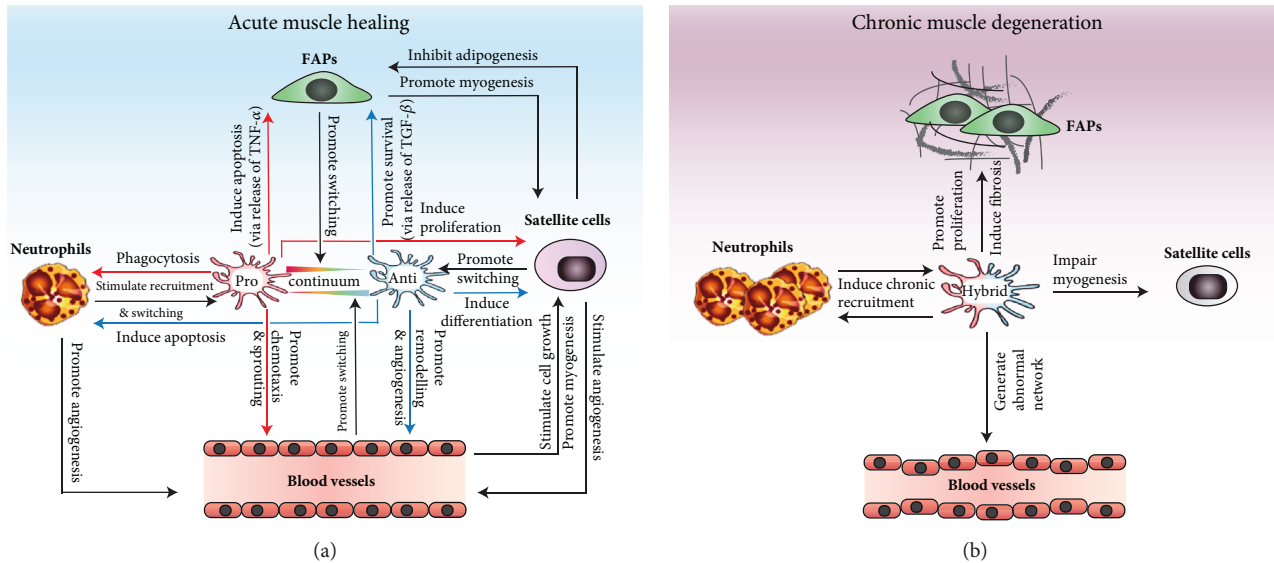 Acute muscle healing
FAPs
Inhibit adipogenesis
Promote myogenesis
Induce apoptosis
(via release of TNF-α)
Promote switching
Promote survival
(via release of TGF-β)
Induce
proliferation
Satellite cells
Neutrophils
Phagocytosis
Stimulate recruitment
& switching
Induce apoptosis
Pro
continuum
Anti
Promote
switching
Induce
differentiation
Promote angiogenesis
Promote
chemotaxis
& sprouting
Promote switching
Promote
remodelling
& angiogenesis
Stimulate cell growth
Promote myogenesis
Stimulate angiogenesis
Blood vessels
(a)
Chronic muscle degeneration
FAPs
Promote
proliferation
Induce fibrosis
Neutrophils
Induce chronic
recruitment
Hybrid
Impair
myogenesis
Satellite cells
Generate
abnormal
network
Blood vessels
(b)